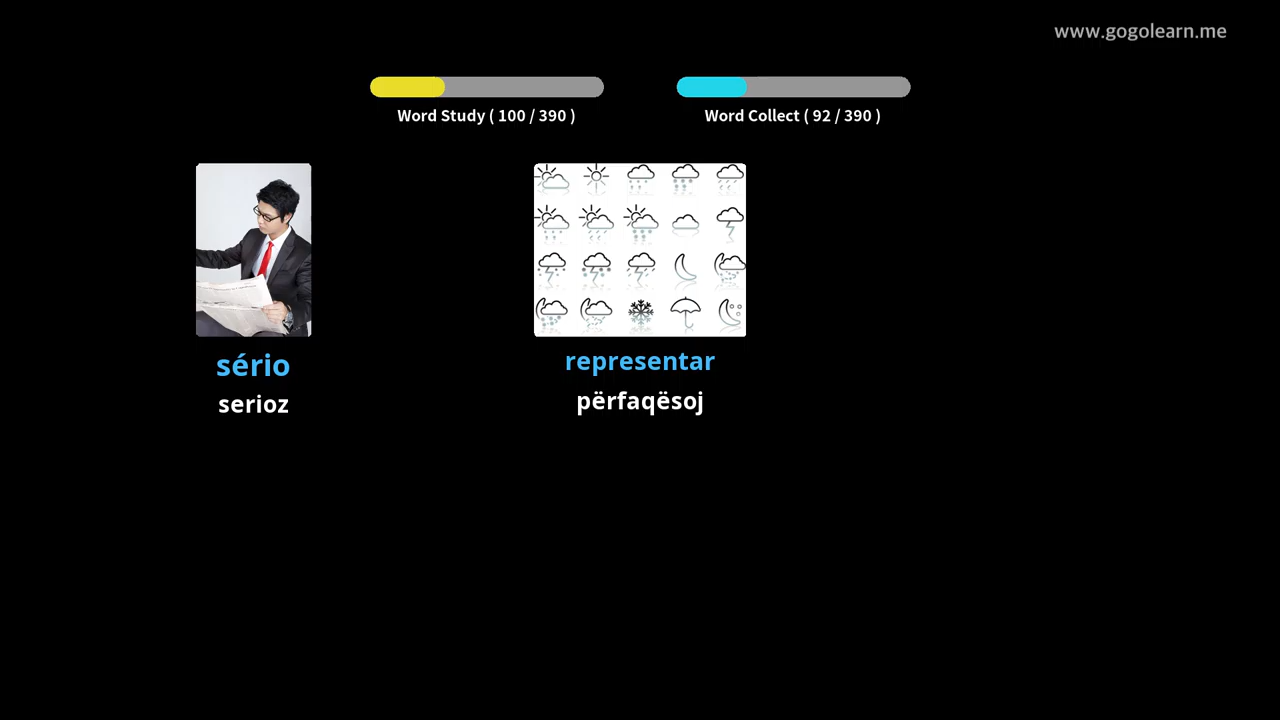 www.gogolearn.me
Word Study ( 100 / 390 )
Word Collect ( 92 / 390 )
sério
serioz
representar
përfaqësoj